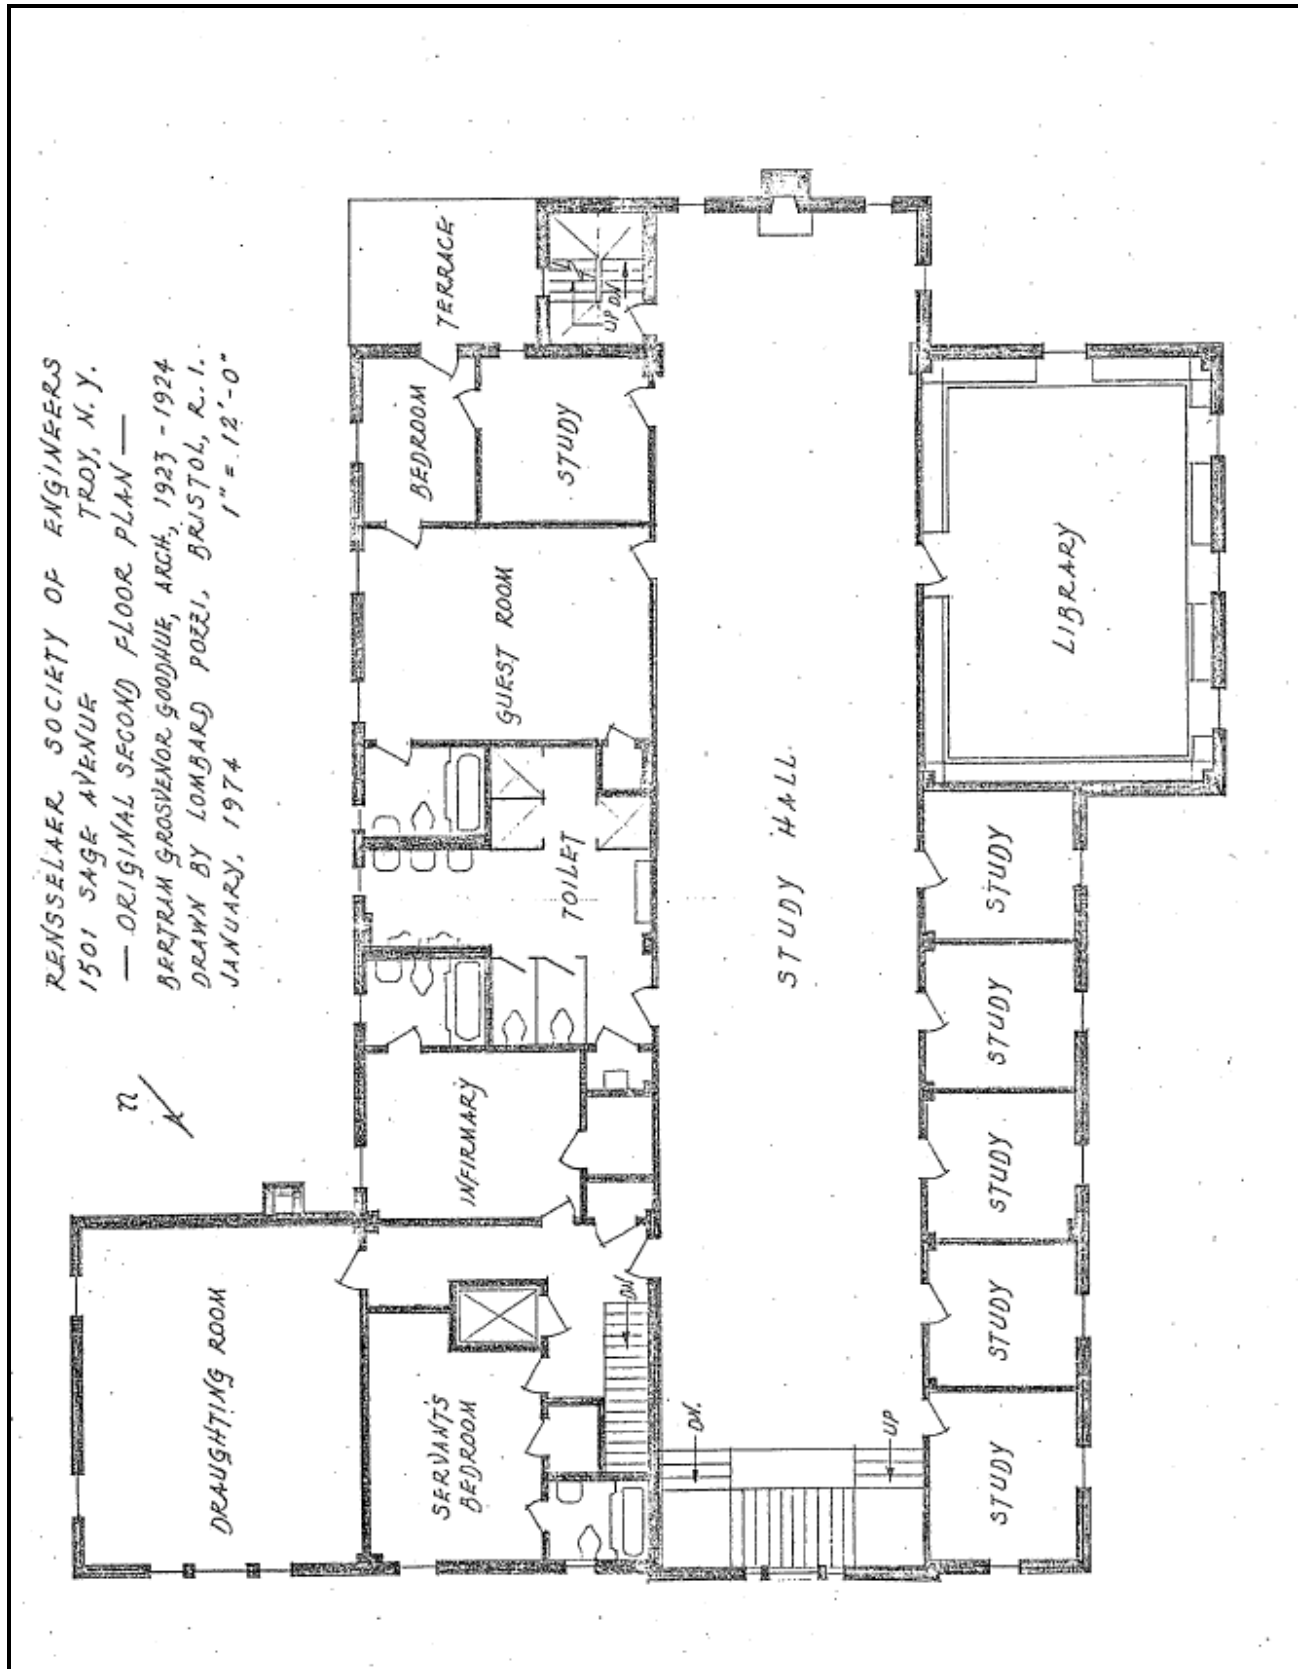 RENSSELAER SOCIETY OF ENGINEERS
1501 SAGE AVENUE TROY, N.Y.
— ORIGINAL SECOND FLOOR PLAN —
BERTRAM GROSVENOR GOODHUE, ARCH, 1923 - 1924
DRAWN BY LOMBARD POZZI, BRISTOL, R.I.
JANUARY, 1974 1" = 12'-0"
n
TERRACE
UP
DN
BEDROOM
STUDY
GUEST ROOM
TOILET
INFIRMARY
DRAUGHTING ROOM
SERVANT'S
BEDROOM
DN.
STUDY HALL
DN.
UP
LIBRARY
STUDY
STUDY
STUDY
STUDY
STUDY